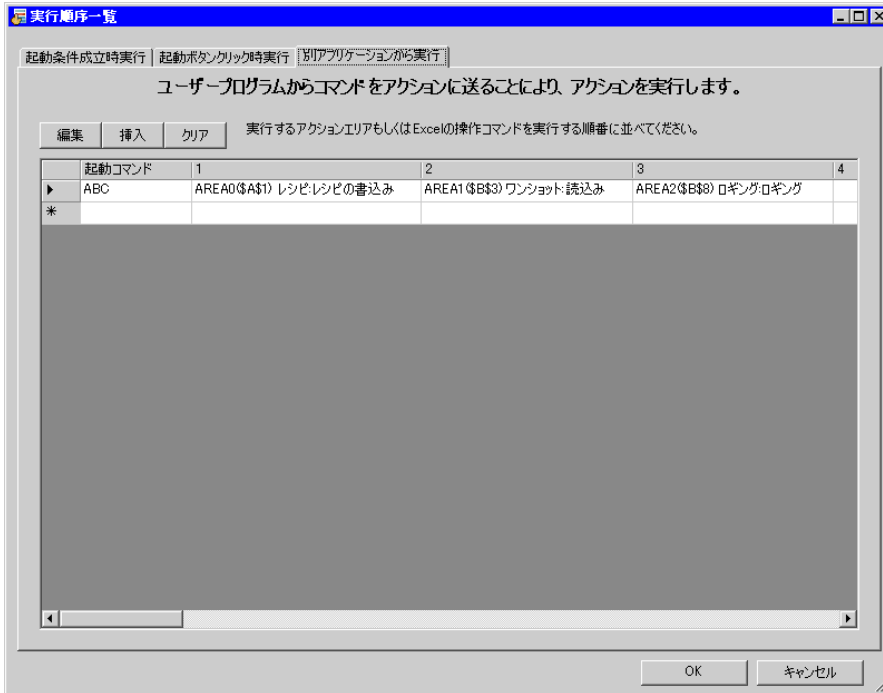 実行順序一覧
起動条件成立時実行 起動ボタンクリック時実行 別アプリケーションから実行
ユーザープログラムからコマンドをアクションに送ることにより、アクションを実行します。
編集 挿入 クリア 実行するアクションエリアもしくはExcelの操作コマンドを実行する順番に並べてください。
起動コマンド 1 2 3 4
ABC AREA0($A$1) レシピ:レシピの書込み AREA1($B$3) ワンショット:読込み AREA2($B$8) ロギング:ロギング
OK キャンセル